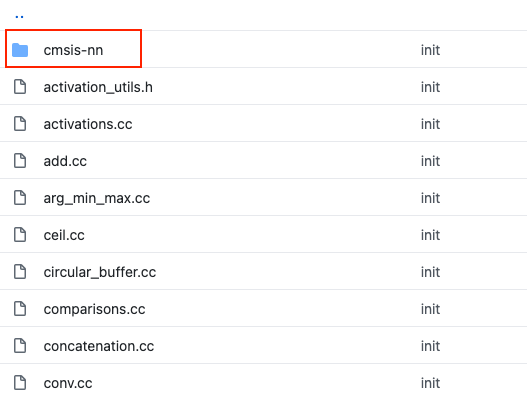 ..
cmsis-nn init
activation_utils.h init
activations.cc init
add.cc init
arg_min_max.cc init
ceil.cc init
circular_buffer.cc init
comparisons.cc init
concatenation.cc init
conv.cc init